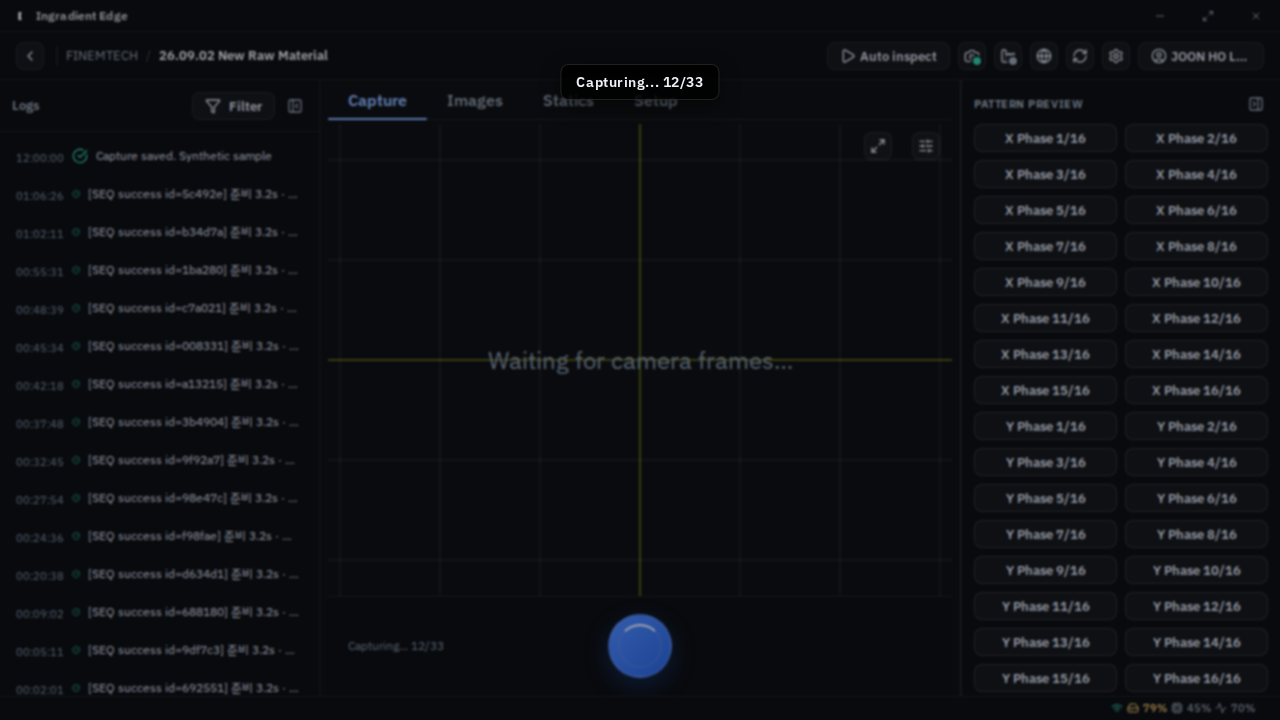 Ingradient Edge
FINEMTECH / 26.09.02 New Raw Material
Auto inspect
JOON HO L...
Capturing... 12/33
Logs
Filter
12:00:00 Capture saved. Synthetic sample
01:06:26 [SEQ success id=5c492e] 준비 3.2s · ...
01:02:11 [SEQ success id=b34d7a] 준비 3.2s · ...
00:55:31 [SEQ success id=1ba280] 준비 3.2s · ...
00:48:39 [SEQ success id=c7a021] 준비 3.2s · ...
00:45:34 [SEQ success id=008331] 준비 3.2s · ...
00:42:18 [SEQ success id=a13215] 준비 3.2s · ...
00:37:48 [SEQ success id=3b4904] 준비 3.2s · ...
00:32:45 [SEQ success id=9f92a7] 준비 3.2s · ...
00:27:54 [SEQ success id=98e47c] 준비 3.2s · ...
00:24:36 [SEQ success id=f98fae] 준비 3.2s · ...
00:20:38 [SEQ success id=d634d1] 준비 3.2s · ...
00:09:02 [SEQ success id=688180] 준비 3.2s · ...
00:05:11 [SEQ success id=9df7c3] 준비 3.2s · ...
00:02:01 [SEQ success id=692551] 준비 3.2s · ...
Capture Images Statics Setup
Waiting for camera frames...
Capturing... 12/33
PATTERN PREVIEW
X Phase 1/16 X Phase 2/16
X Phase 3/16 X Phase 4/16
X Phase 5/16 X Phase 6/16
X Phase 7/16 X Phase 8/16
X Phase 9/16 X Phase 10/16
X Phase 11/16 X Phase 12/16
X Phase 13/16 X Phase 14/16
X Phase 15/16 X Phase 16/16
Y Phase 1/16 Y Phase 2/16
Y Phase 3/16 Y Phase 4/16
Y Phase 5/16 Y Phase 6/16
Y Phase 7/16 Y Phase 8/16
Y Phase 9/16 Y Phase 10/16
Y Phase 11/16 Y Phase 12/16
Y Phase 13/16 Y Phase 14/16
Y Phase 15/16 Y Phase 16/16
79% 45% 70%